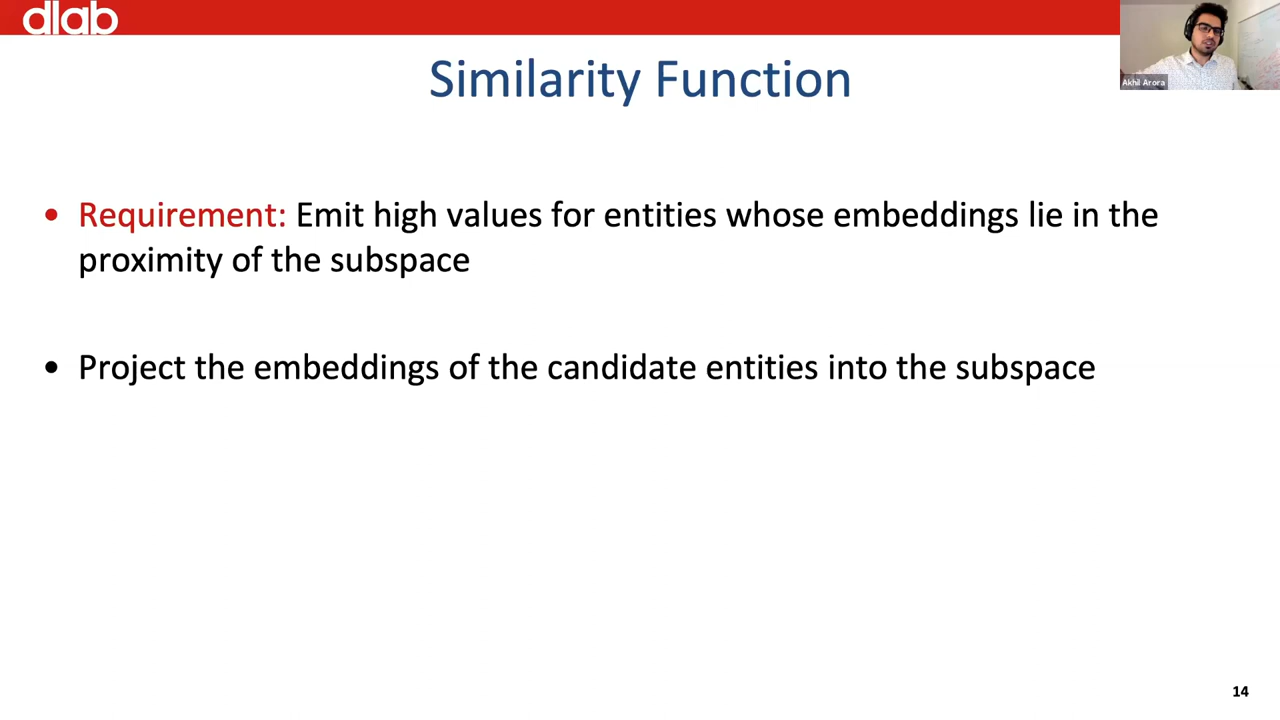 dlab
Akhil Arora
Similarity Function
• Requirement: Emit high values for entities whose embeddings lie in the
proximity of the subspace
• Project the embeddings of the candidate entities into the subspace
14